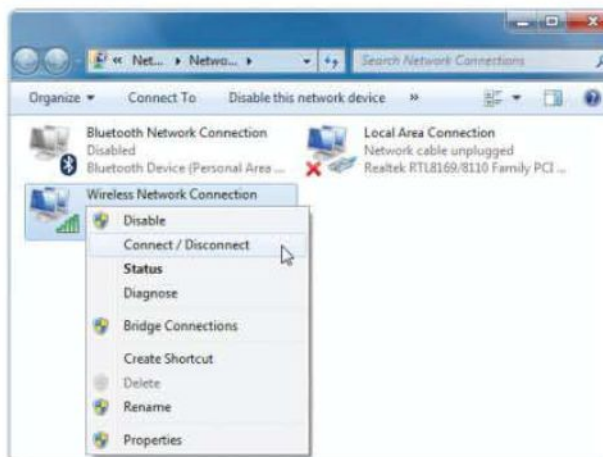 « Net... ▸ Netwo... ▸ Search Network Connections
Organize ▾ Connect To Disable this network device »
Bluetooth Network Connection
Disabled
Bluetooth Device (Personal Area ...
Local Area Connection
Network cable unplugged
Realtek RTL8169/8110 Family PCI ...
Wireless Network Connection
Disable
Connect / Disconnect
Status
Diagnose
Bridge Connections
Create Shortcut
Delete
Rename
Properties